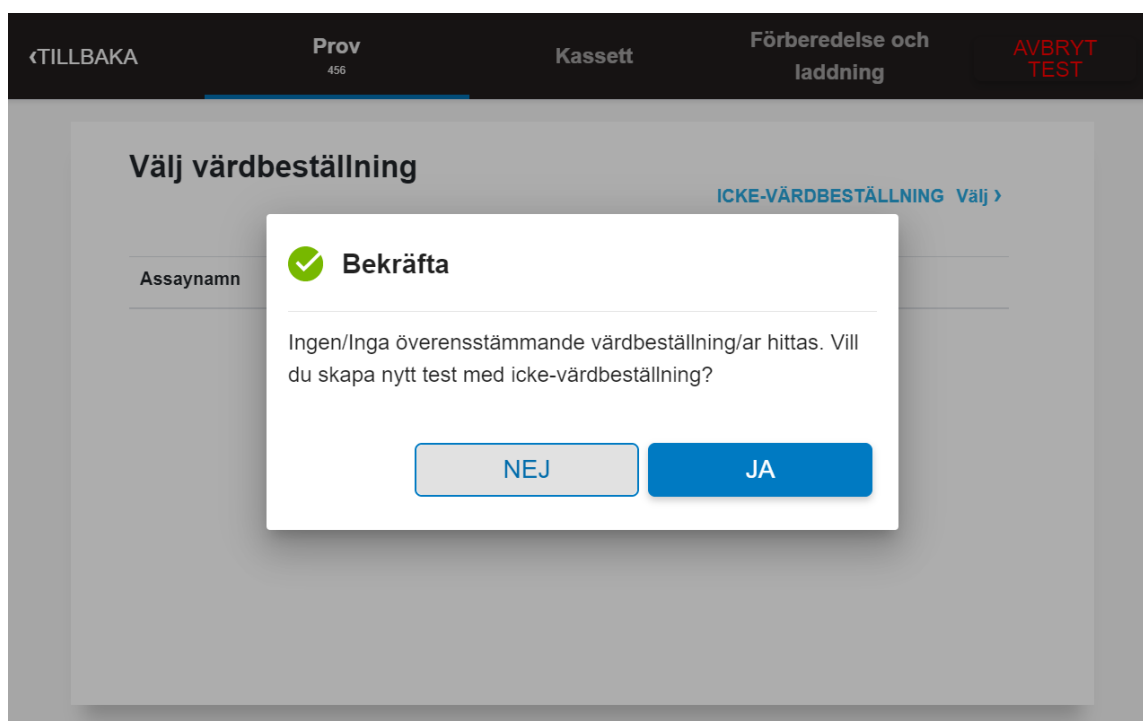 ‹TILLBAKA
Prov
456
Kassett
Förberedelse och
laddning
AVBRYT
TEST
Välj värdbeställning
ICKE-VÄRDBESTÄLLNING Välj ›
Assaynamn
Bekräfta
Ingen/Inga överensstämmande värdbeställning/ar hittas. Vill
du skapa nytt test med icke-värdbeställning?
NEJ
JA